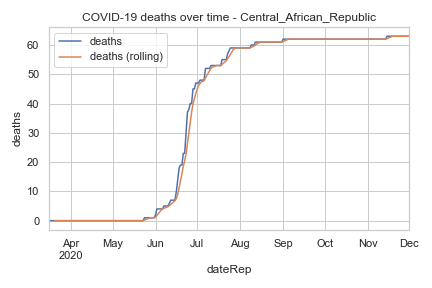 COVID-19 deaths over time - Central_African_Republic
deaths
deaths (rolling)
deaths
60
50
40
30
20
10
0
Apr May Jun Jul Aug Sep Oct Nov Dec
2020
dateRep